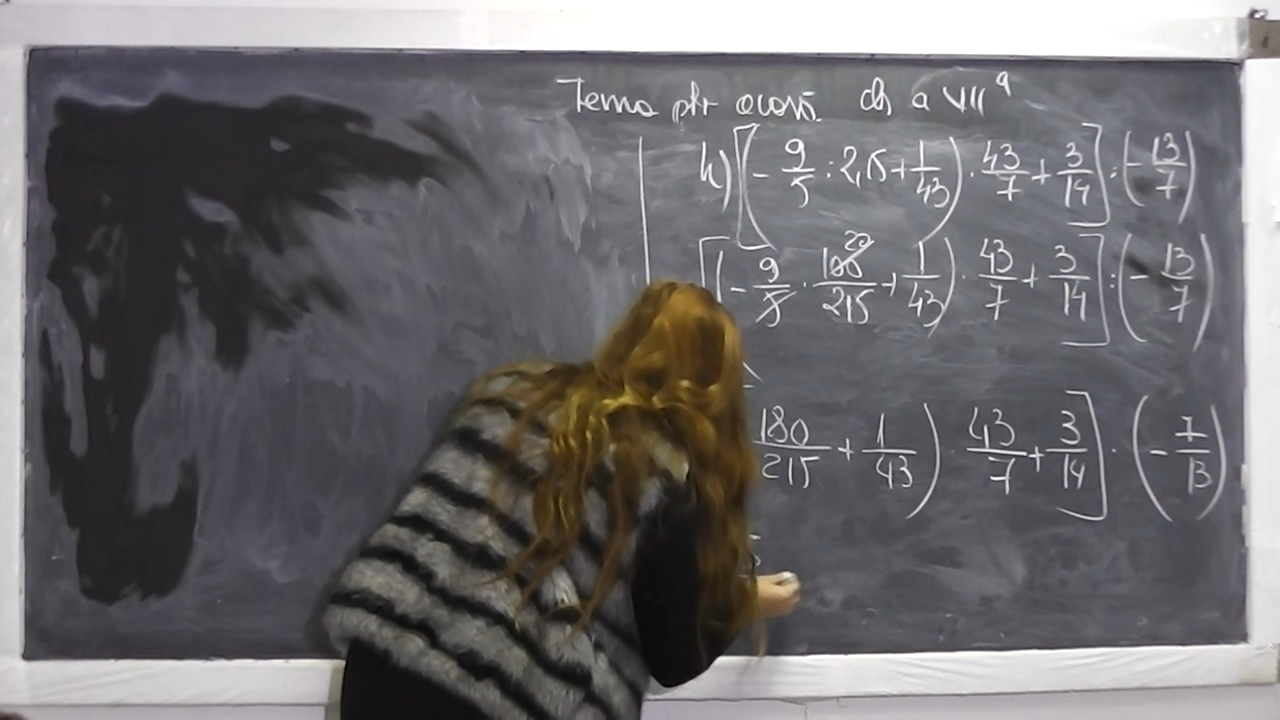 Tema ptr acasă. cls a VII a
h) [(- 9/5 : 2,15 + 1/43) · 43/7 + 3/14] : (- 13/7)
[(- 9/5 · 100/215 20 + 1/43) · 43/7 + 3/14] : (- 13/7)
180/215 + 1/43) · 43/7 + 3/14] · (- 7/13)